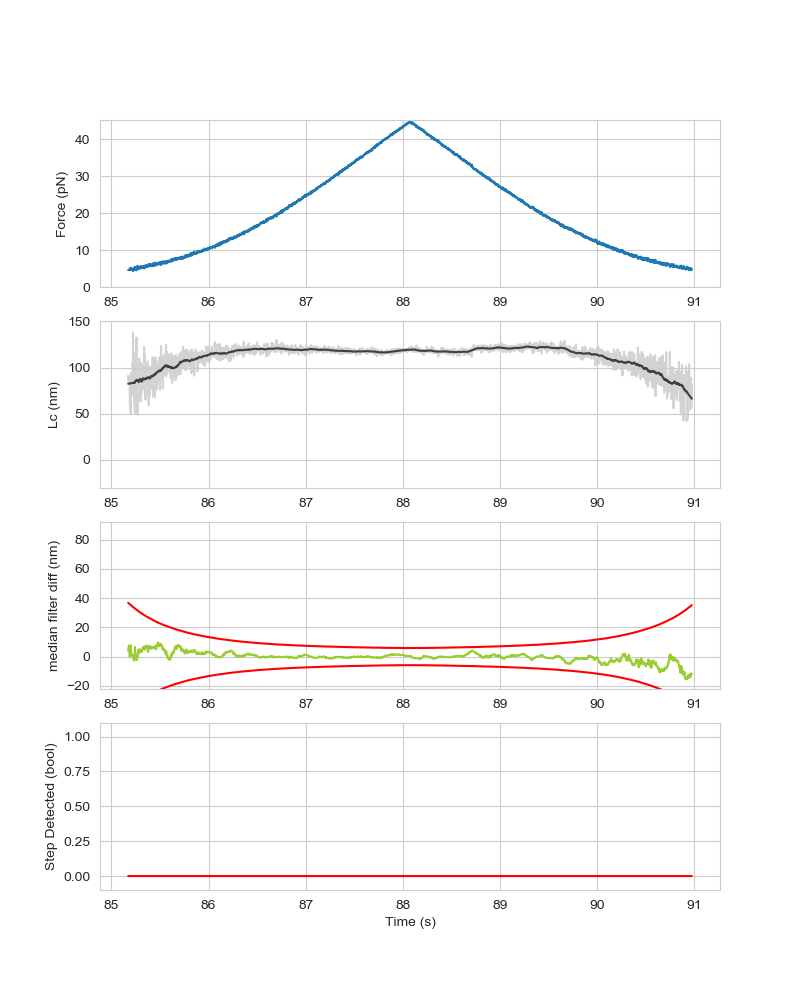 Force (pN)
40
30
20
10
0
85 86 87 88 89 90 91
Lc (nm)
150
100
50
0
85 86 87 88 89 90 91
median filter diff (nm)
80
60
40
20
0
−20
85 86 87 88 89 90 91
Step Detected (bool)
1.00
0.75
0.50
0.25
0.00
85 86 87 88 89 90 91
Time (s)